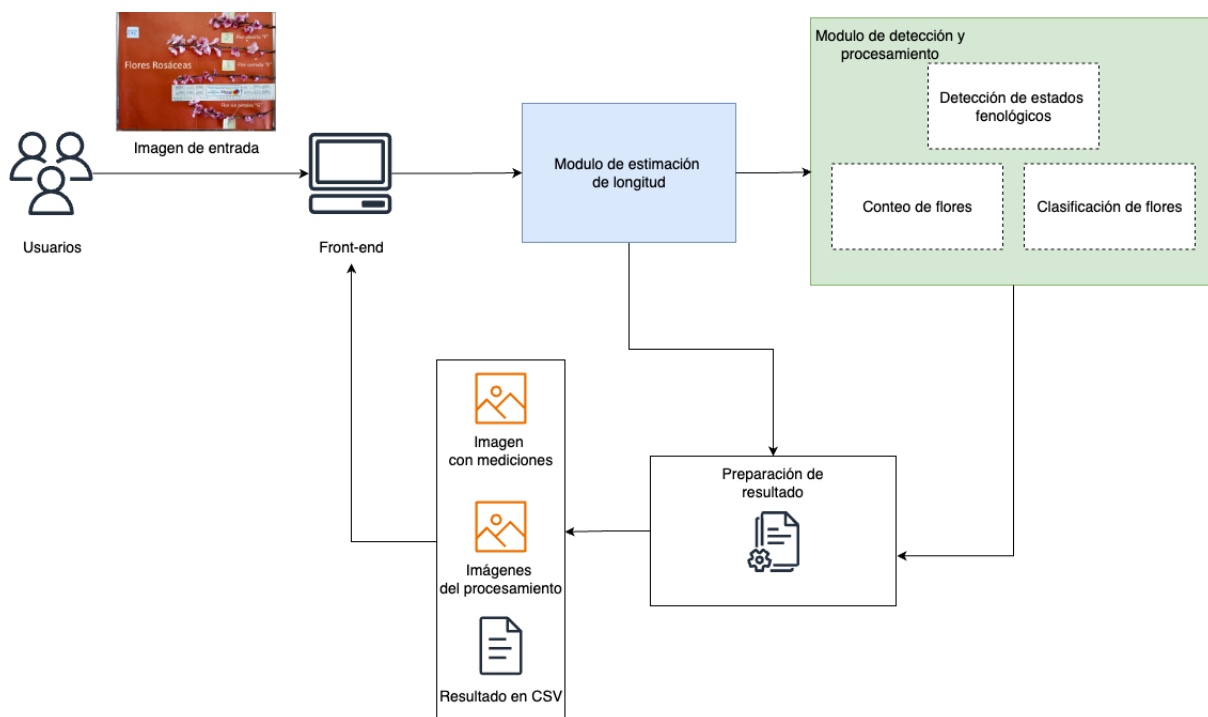 Flores Rosáceas
Imagen de entrada
Usuarios
Front-end
Modulo de estimación
de longitud
Modulo de detección y
procesamiento
Detección de estados
fenológicos
Conteo de flores
Clasificación de flores
Imagen
con mediciones
Imágenes
del procesamiento
Resultado en CSV
Preparación de
resultado